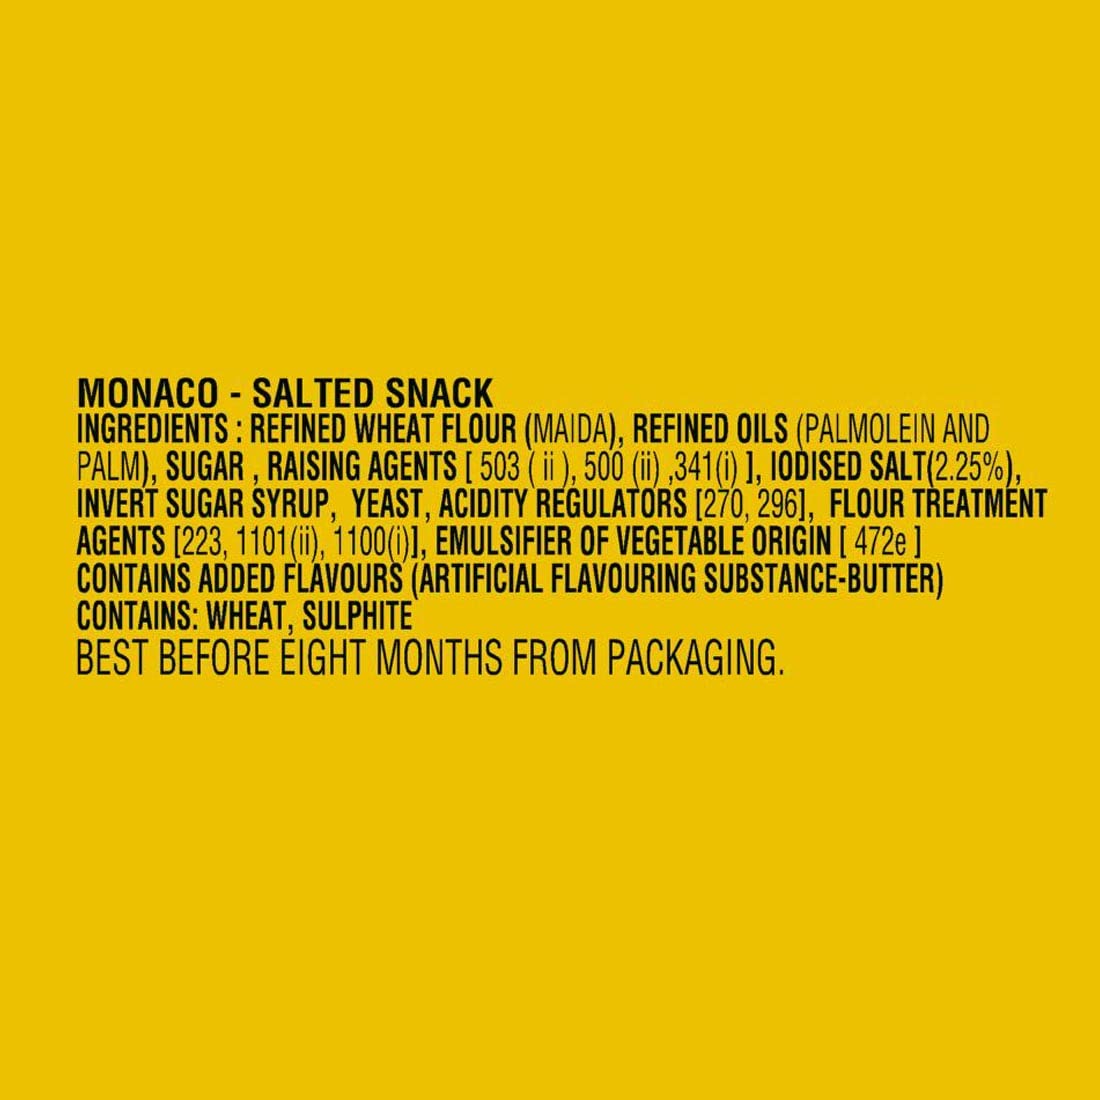 MONACO - SALTED SNACK
INGREDIENTS : REFINED WHEAT FLOUR (MAIDA), REFINED OILS (PALMOLEIN AND
PALM), SUGAR , RAISING AGENTS [ 503 ( ii ), 500 (ii) ,341(i) ], IODISED SALT(2.25%),
INVERT SUGAR SYRUP, YEAST, ACIDITY REGULATORS [270, 296], FLOUR TREATMENT
AGENTS [223, 1101(ii), 1100(i)], EMULSIFIER OF VEGETABLE ORIGIN [ 472e ]
CONTAINS ADDED FLAVOURS (ARTIFICIAL FLAVOURING SUBSTANCE-BUTTER)
CONTAINS: WHEAT, SULPHITE
BEST BEFORE EIGHT MONTHS FROM PACKAGING.